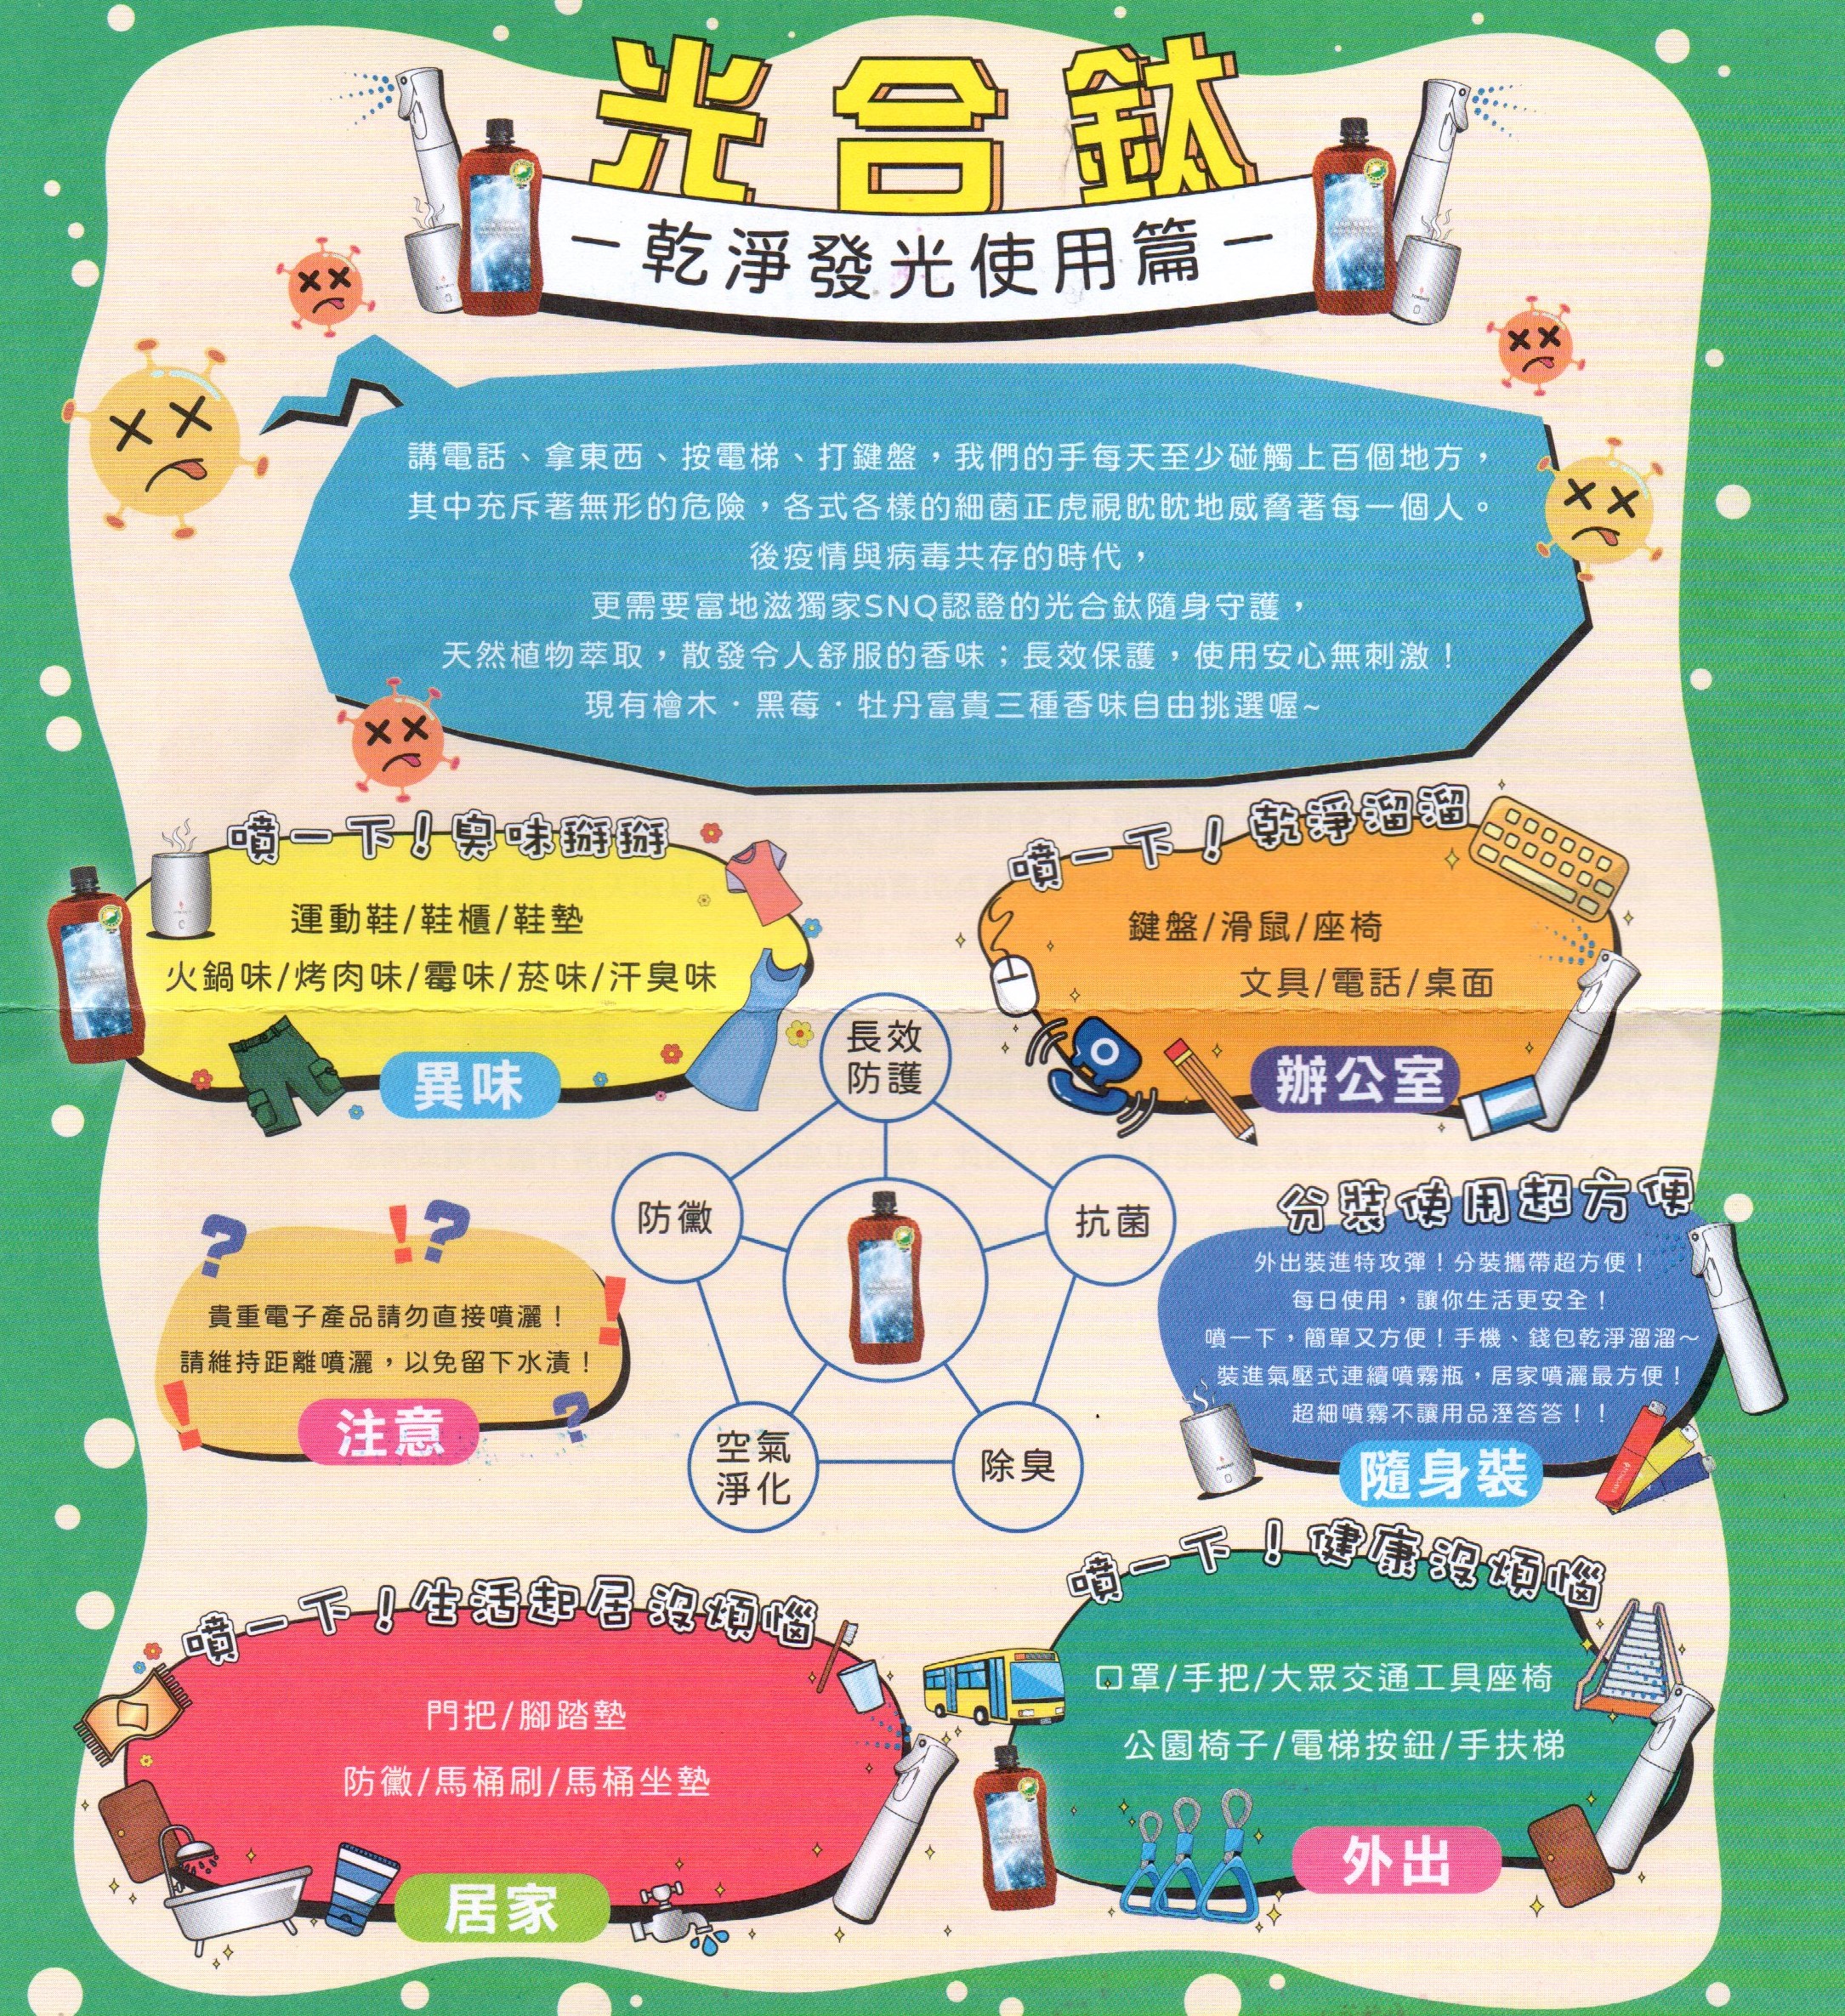 光合鈦
－乾淨發光使用篇－
講電話、拿東西、按電梯、打鍵盤，我們的手每天至少碰觸上百個地方，
其中充斥著無形的危險，各式各樣的細菌正虎視眈眈地威脅著每一個人。
後疫情與病毒共存的時代，
更需要富地滋獨家SNQ認證的光合鈦隨身守護，
天然植物萃取，散發令人舒服的香味；長效保護，使用安心無刺激！
現有檜木·黑莓·牡丹富貴三種香味自由挑選喔~
噴一下！臭味掰掰
運動鞋/鞋櫃/鞋墊
火鍋味/烤肉味/霉味/菸味/汗臭味
異味
噴一下！乾淨溜溜
鍵盤/滑鼠/座椅
文具/電話/桌面
辦公室
長效
防護
防黴
抗菌
空氣
淨化
除臭
貴重電子產品請勿直接噴灑！
請維持距離噴灑，以免留下水漬！
注意
分裝使用超方便
外出裝進特攻彈！分裝攜帶超方便！
每日使用，讓你生活更安全！
噴一下，簡單又方便！手機、錢包乾淨溜溜～
裝進氣壓式連續噴霧瓶，居家噴灑最方便！
超細噴霧不讓用品溼答答！！
隨身裝
噴一下！生活起居沒煩惱
門把/腳踏墊
防黴/馬桶刷/馬桶坐墊
居家
噴一下！健康沒煩惱
口罩/手把/大眾交通工具座椅
公園椅子/電梯按鈕/手扶梯
外出